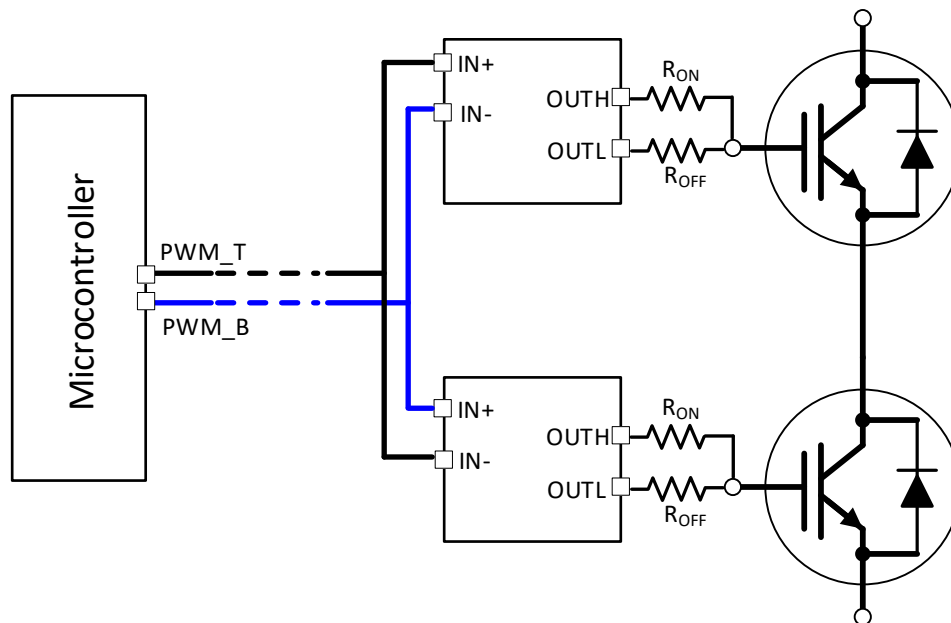 Microcontroller
PWM_T
PWM_B
IN+
IN-
OUTH
OUTL
RON
ROFF
IN+
IN-
OUTH
OUTL
RON
ROFF